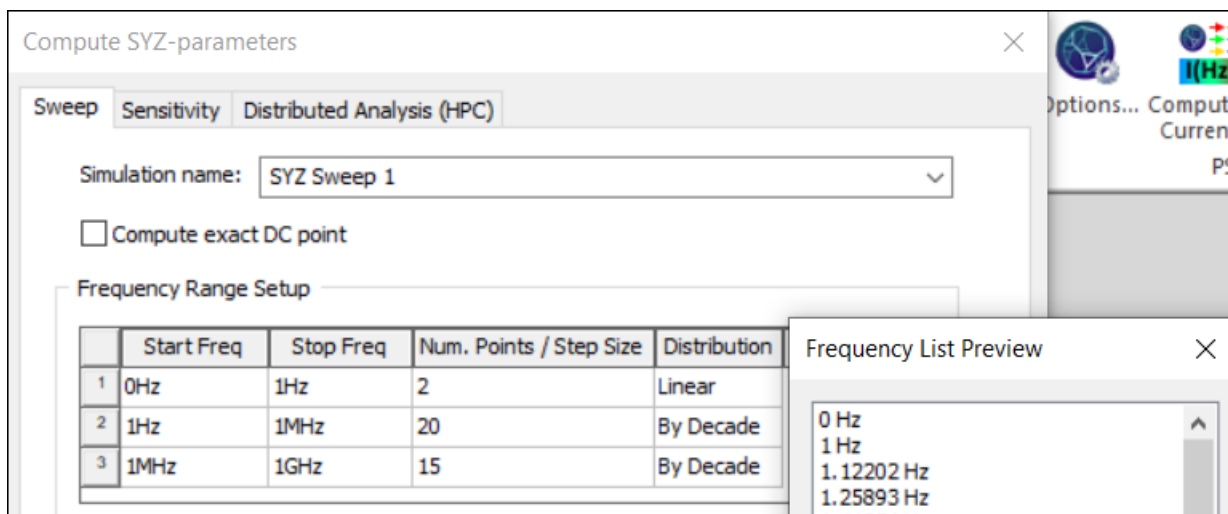 Compute SYZ-parameters
Sweep Sensitivity Distributed Analysis (HPC)
Simulation name: SYZ Sweep 1
Compute exact DC point
Frequency Range Setup
Start Freq Stop Freq Num. Points / Step Size Distribution
1 0Hz 1Hz 2 Linear
2 1Hz 1MHz 20 By Decade
3 1MHz 1GHz 15 By Decade
Frequency List Preview
0 Hz
1 Hz
1.12202 Hz
1.25893 Hz
I(Hz
Options... Comput
Curren